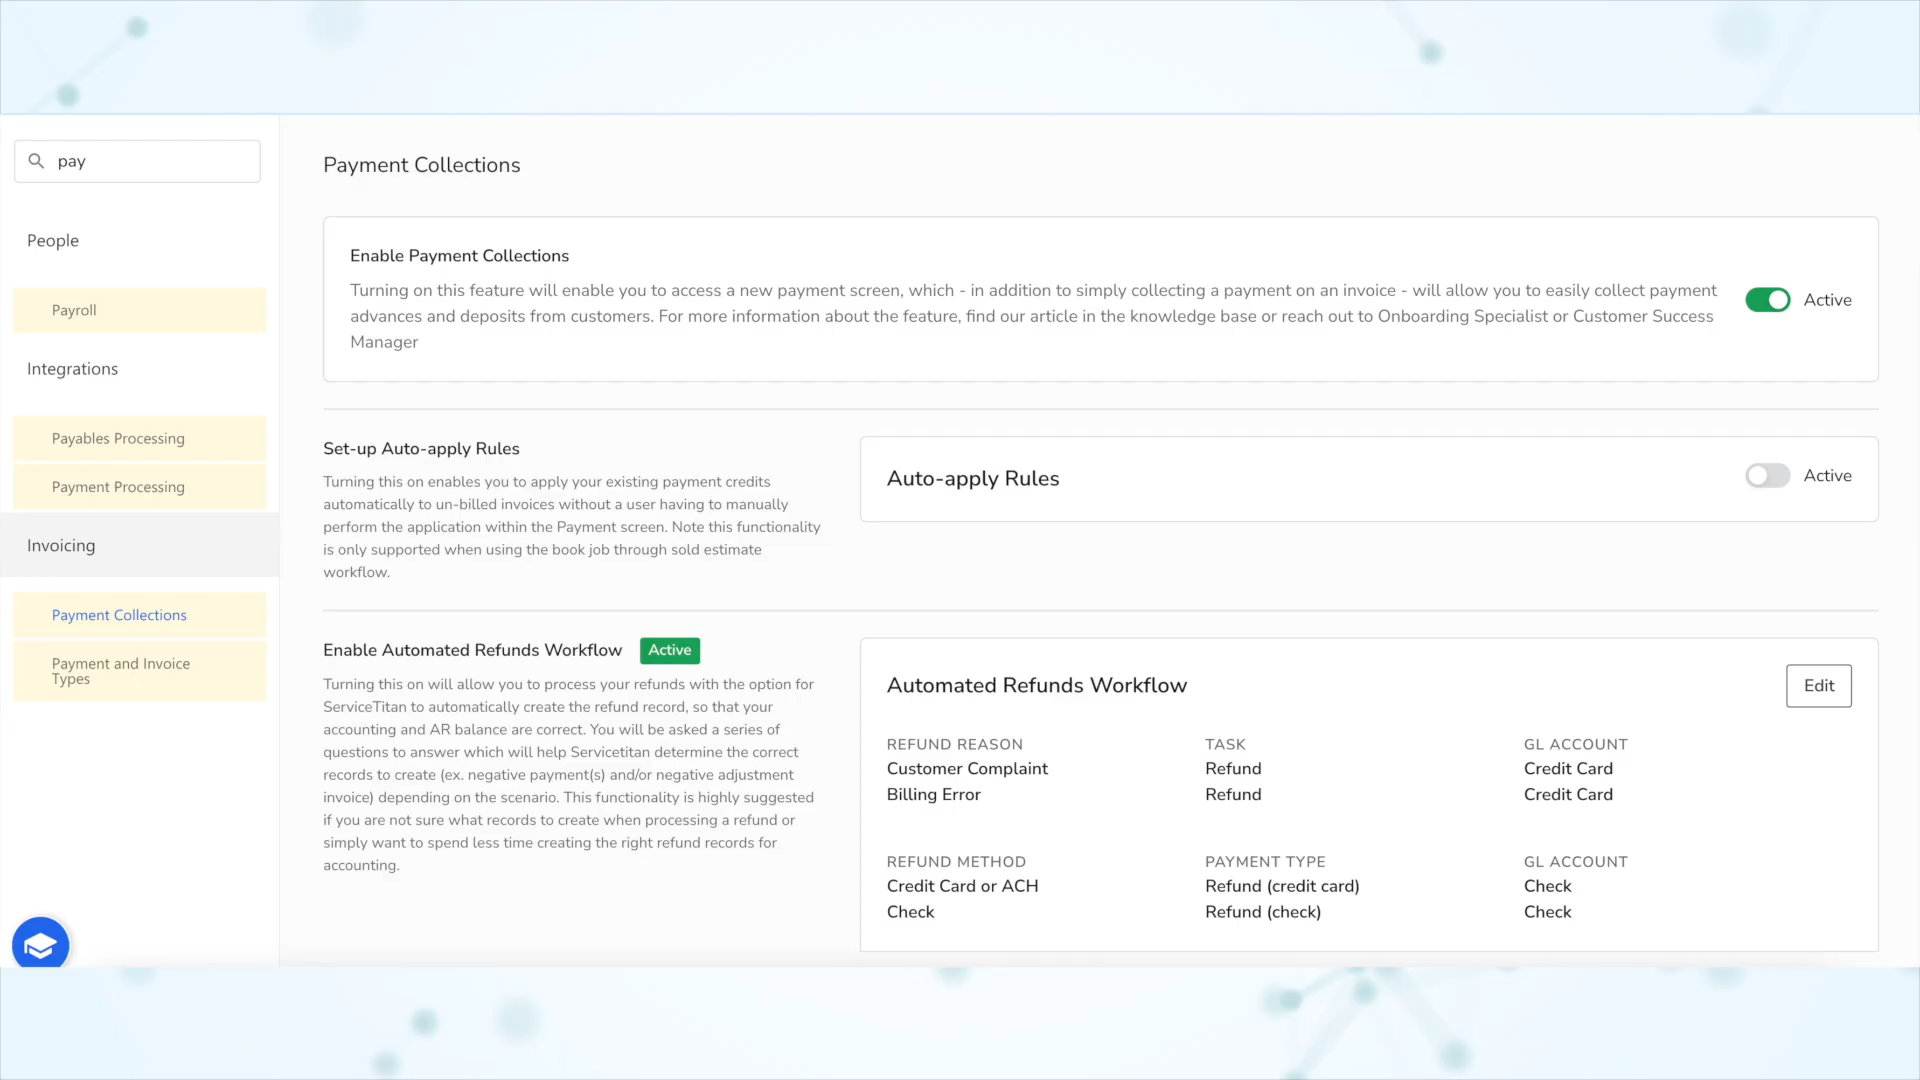 pay
People
Payroll
Integrations
Payables Processing
Payment Processing
Invoicing
Payment Collections
Payment and Invoice
Types
Payment Collections
Enable Payment Collections
Turning on this feature will enable you to access a new payment screen, which - in addition to simply collecting a payment on an invoice - will allow you to easily collect payment
advances and deposits from customers. For more information about the feature, find our article in the knowledge base or reach out to Onboarding Specialist or Customer Success
Manager
Active
Set-up Auto-apply Rules
Turning this on enables you to apply your existing payment credits
automatically to un-billed invoices without a user having to manually
perform the application within the Payment screen. Note this functionality
is only supported when using the book job through sold estimate
workflow.
Auto-apply Rules
Active
Enable Automated Refunds Workflow Active
Turning this on will allow you to process your refunds with the option for
ServiceTitan to automatically create the refund record, so that your
accounting and AR balance are correct. You will be asked a series of
questions to answer which will help Servicetitan determine the correct
records to create (ex. negative payment(s) and/or negative adjustment
invoice) depending on the scenario. This functionality is highly suggested
if you are not sure what records to create when processing a refund or
simply want to spend less time creating the right refund records for
accounting.
Automated Refunds Workflow
Edit
REFUND REASON TASK GL ACCOUNT
Customer Complaint Refund Credit Card
Billing Error Refund Credit Card
REFUND METHOD PAYMENT TYPE GL ACCOUNT
Credit Card or ACH Refund (credit card) Check
Check Refund (check) Check